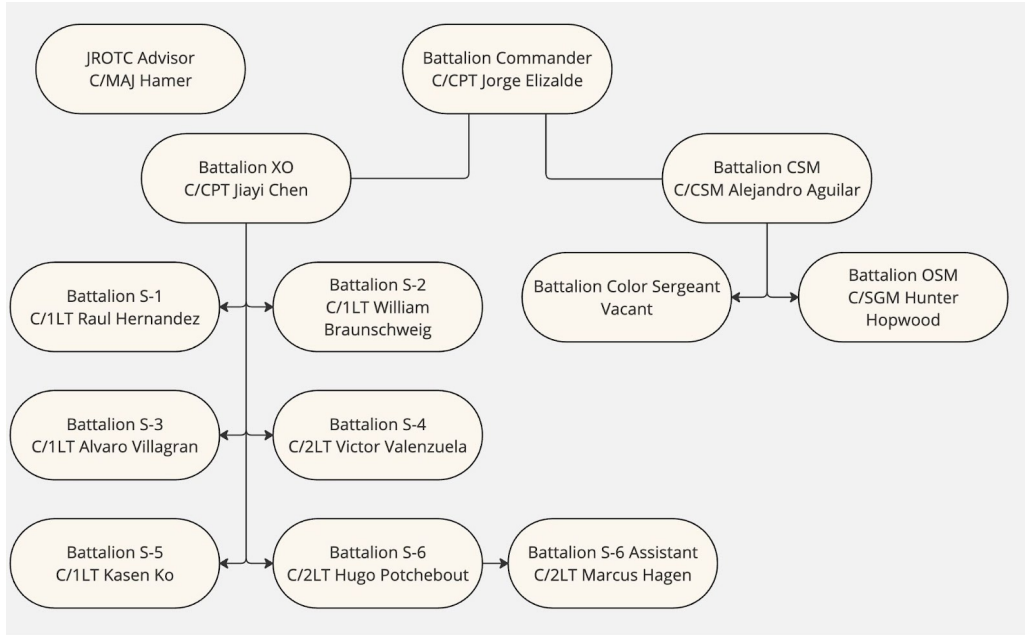 JROTC Advisor
C/MAJ Hamer
Battalion Commander
C/CPT Jorge Elizalde
Battalion XO
C/CPT Jiayi Chen
Battalion CSM
C/CSM Alejandro Aguilar
Battalion S-1
C/1LT Raul Hernandez
Battalion S-2
C/1LT William
Braunschweig
Battalion Color Sergeant
Vacant
Battalion OSM
C/SGM Hunter
Hopwood
Battalion S-3
C/1LT Alvaro Villagran
Battalion S-4
C/2LT Victor Valenzuela
Battalion S-5
C/1LT Kasen Ko
Battalion S-6
C/2LT Hugo Potchebout
Battalion S-6 Assistant
C/2LT Marcus Hagen